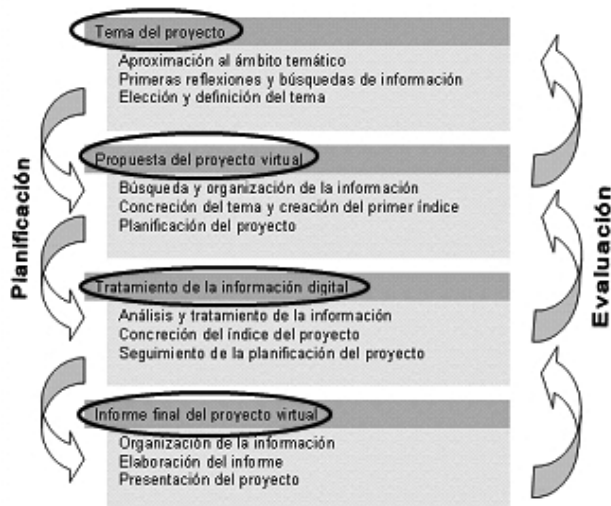 Tema del proyecto
Aproximación al ámbito temático
Primeras reflexiones y búsquedas de información
Elección y definición del tema
Propuesta del proyecto virtual
Búsqueda y organización de la información
Concreción del tema y creación del primer índice
Planificación del proyecto
Tratamiento de la información digital
Análisis y tratamiento de la información
Concreción del índice del proyecto
Seguimiento de la planificación del proyecto
Informe final del proyecto virtual
Organización de la información
Elaboración del informe
Presentación del proyecto
Planificación
Evaluación